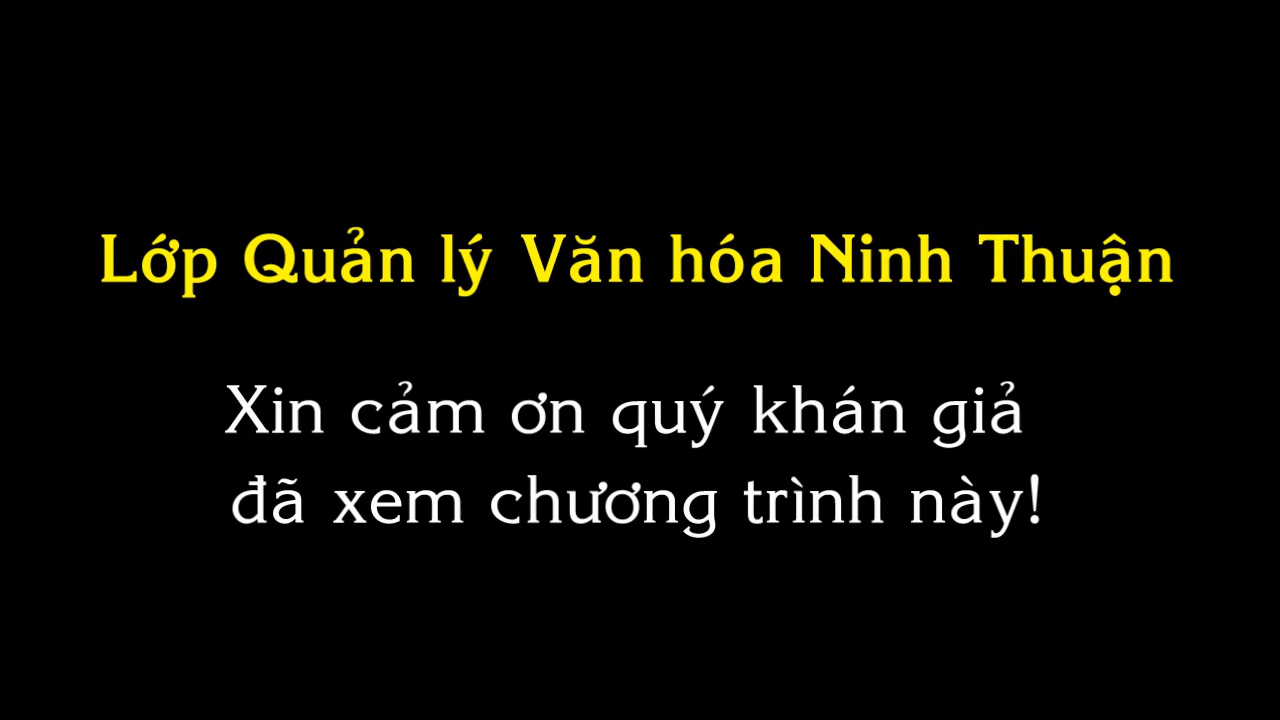 Lớp Quản lý Văn hóa Ninh Thuận
Xin cảm ơn quý khán giả
đã xem chương trình này!